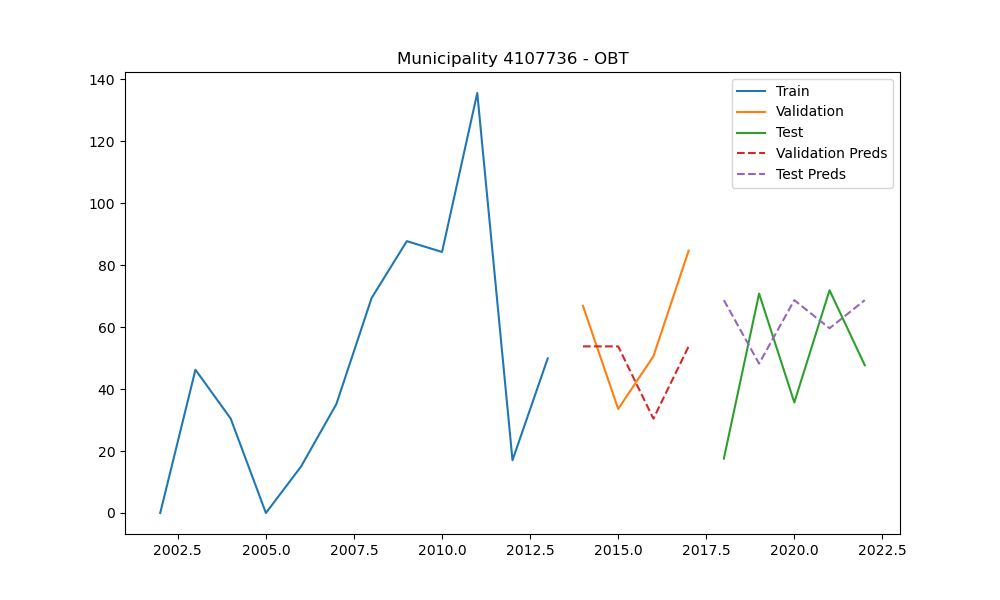 Municipality 4107736 - OBT
140
120
100
80
60
40
20
0
2002.5 2005.0 2007.5 2010.0 2012.5 2015.0 2017.5 2020.0 2022.5
Train
Validation
Test
Validation Preds
Test Preds